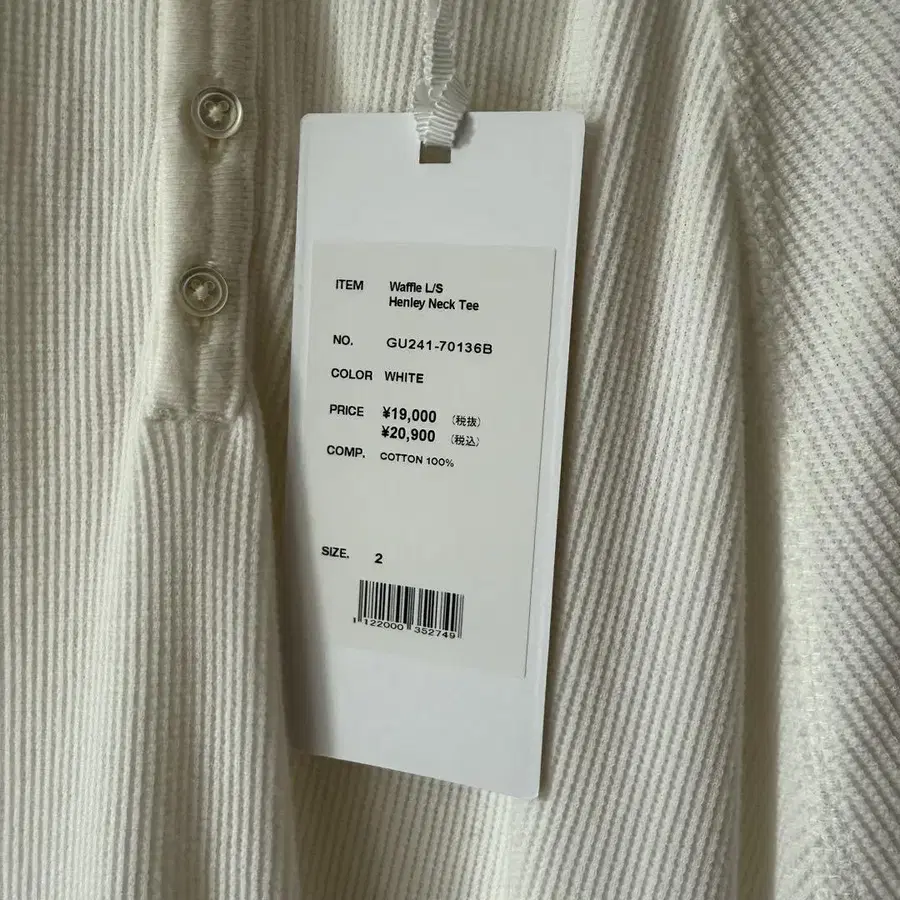 ITEM Waffle L/S
Henley Neck Tee
NO. GU241-70136B
COLOR WHITE
PRICE ¥19,000 (税抜)
¥20,900 (税込)
COMP. COTTON 100%
SIZE. 2
1 122000 352749